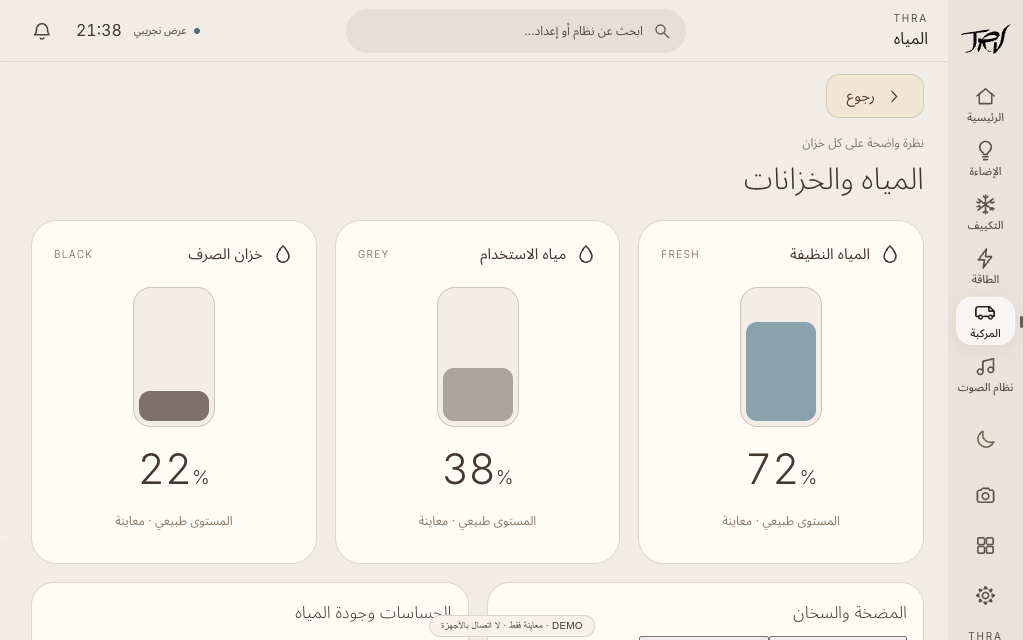 THRA
المياه
ابحث عن نظام أو إعداد...
عرض تجريبي
21:38
الرئيسية
الإضاءة
التكييف
الطاقة
المركبة
نظام الصوت
THRA
رجوع
نظرة واضحة على كل خزان
المياه والخزانات
المياه النظيفة
FRESH
72%
المستوى طبيعي · معاينة
مياه الاستخدام
GREY
38%
المستوى طبيعي · معاينة
خزان الصرف
BLACK
22%
المستوى طبيعي · معاينة
المضخة والسخان
الحساسات وجودة المياه
DEMO · معاينة فقط · لا اتصال بالأجهزة